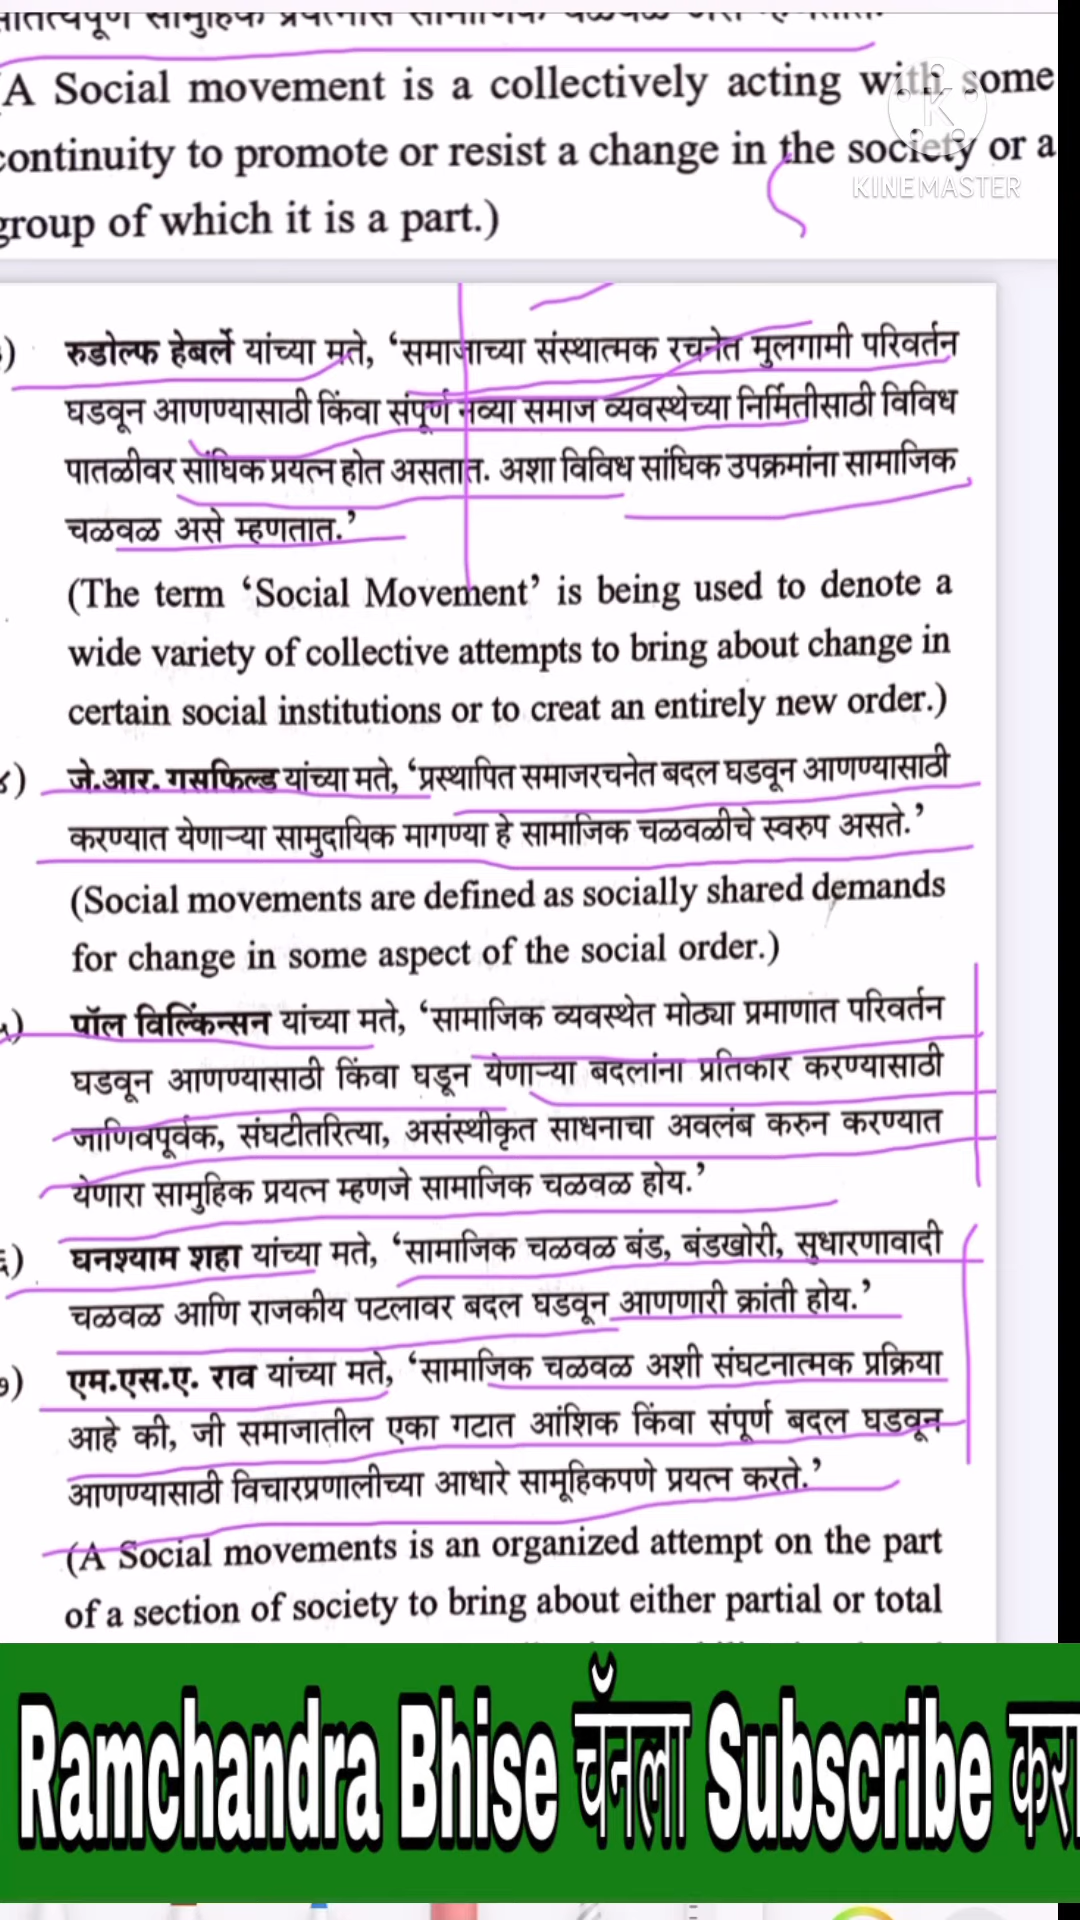 (A Social movement is a collectively acting with some
continuity to promote or resist a change in the society or a
group of which it is a part.)
KINEMASTER
रुडोल्फ हेबर्ले यांच्या मते, ‘समाजाच्या संस्थात्मक रचनेत मुलगामी परिवर्तन
घडवून आणण्यासाठी किंवा संपूर्ण नव्या समाज व्यवस्थेच्या निर्मितीसाठी विविध
पातळीवर सांघिक प्रयत्न होत असतात. अशा विविध सांघिक उपक्रमांना सामाजिक
चळवळ असे म्हणतात.’
(The term ‘Social Movement’ is being used to denote a
wide variety of collective attempts to bring about change in
certain social institutions or to creat an entirely new order.)
४) जे.आर. गसफिल्ड यांच्या मते, ‘प्रस्थापित समाजरचनेत बदल घडवून आणण्यासाठी
करण्यात येणाऱ्या सामुदायिक मागण्या हे सामाजिक चळवळीचे स्वरुप असते.’
(Social movements are defined as socially shared demands
for change in some aspect of the social order.)
५) पॉल विल्किंन्सन यांच्या मते, ‘सामाजिक व्यवस्थेत मोठ्या प्रमाणात परिवर्तन
घडवून आणण्यासाठी किंवा घडून येणाऱ्या बदलांना प्रतिकार करण्यासाठी
जाणिवपूर्वक, संघटीतरित्या, असंस्थीकृत साधनाचा अवलंब करुन करण्यात
येणारा सामुहिक प्रयत्न म्हणजे सामाजिक चळवळ होय.’
६) घनश्याम शहा यांच्या मते, ‘सामाजिक चळवळ बंड, बंडखोरी, सुधारणावादी
चळवळ आणि राजकीय पटलावर बदल घडवून आणणारी क्रांती होय.’
७) एम.एस.ए. राव यांच्या मते, ‘सामाजिक चळवळ अशी संघटनात्मक प्रक्रिया
आहे की, जी समाजातील एका गटात आंशिक किंवा संपूर्ण बदल घडवून
आणण्यासाठी विचारप्रणालीच्या आधारे सामूहिकपणे प्रयत्न करते.’
(A Social movements is an organized attempt on the part
of a section of society to bring about either partial or total
Ramchandra Bhise चॅनला Subscribe करा